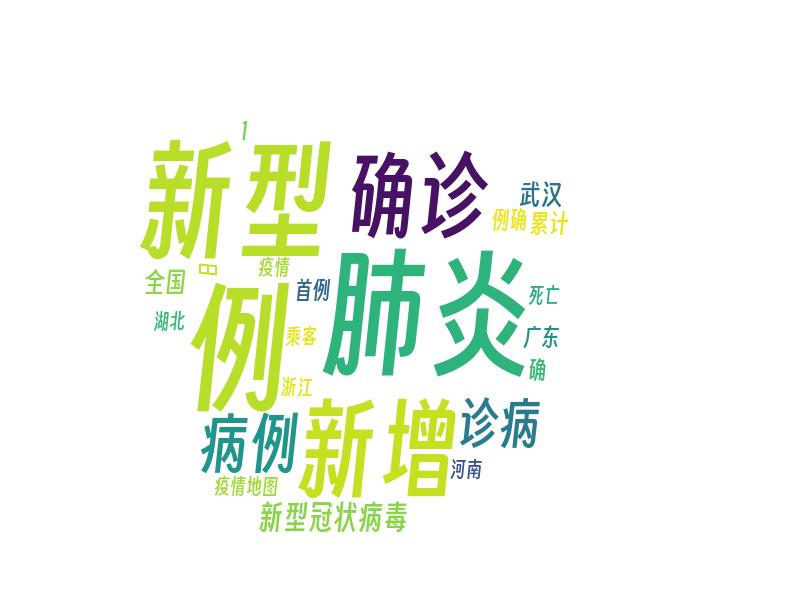 1
新型
确诊
武汉
例确
累计
日
疫情
全国
首例
肺炎
死亡
湖北
例
乘客
广东
确
浙江
病例
新增
诊病
河南
疫情地图
新型冠状病毒